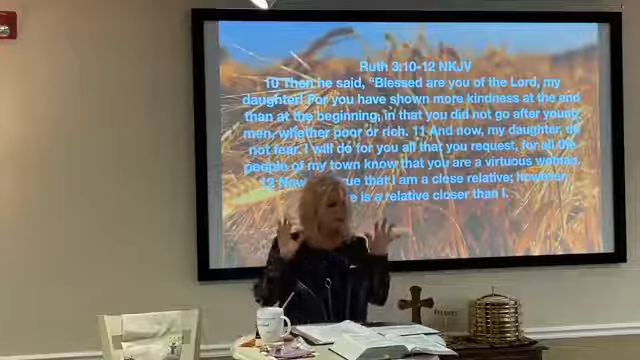 Ruth 3:10-12 NKJV
10 Then he said, "Blessed are you of the Lord, my
daughter! For you have shown more kindness at the end
than at the beginning, in that you did not go after young
men, whether poor or rich. 11 And now, my daughter, do
not fear. I will do for you all that you request, for all the
people of my town know that you are a virtuous woman.
12 Now ue that I am a close relative; however,
e is a relative closer than I.